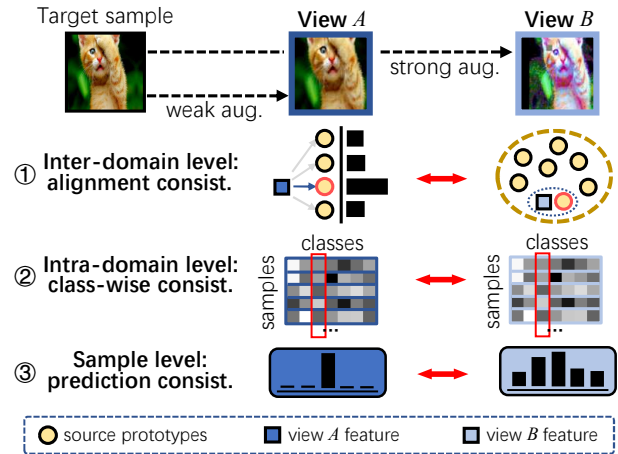 Target sample
View A
View B
weak aug.
strong aug.
① Inter-domain level:
alignment consist.
② Intra-domain level:
class-wise consist.
classes
samples
...
classes
samples
...
③ Sample level:
prediction consist.
source prototypes
view A feature
view B feature